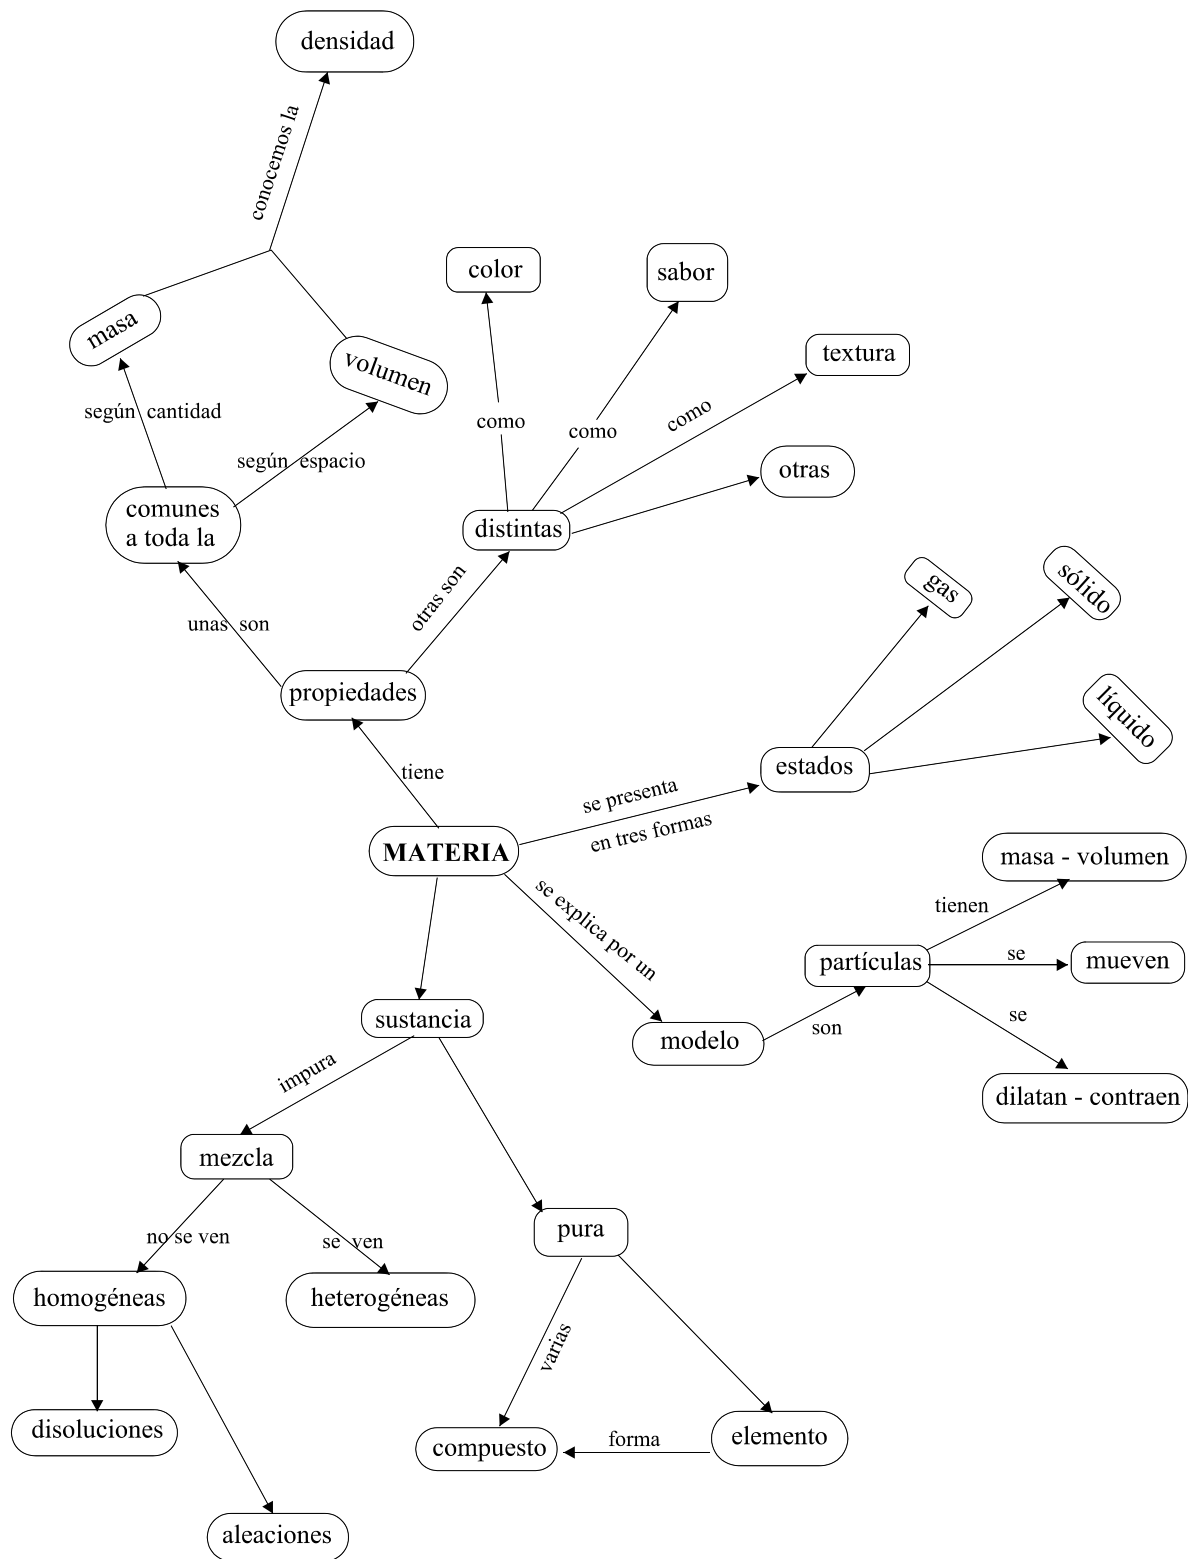 densidad
conocemos la
color
sabor
masa
volumen
textura
según cantidad
como
como
como
según espacio
otras
comunes
a toda la
distintas
gas
sólido
otras son
unas son
propiedades
líquido
tiene
estados
se presenta
en tres formas
MATERIA
masa - volumen
se explica por un
tienen
partículas
se
mueven
sustancia
son
se
modelo
impura
dilatan - contraen
mezcla
pura
no se ven
se ven
homogéneas
heterogéneas
varias
disoluciones
compuesto
forma
elemento
aleaciones